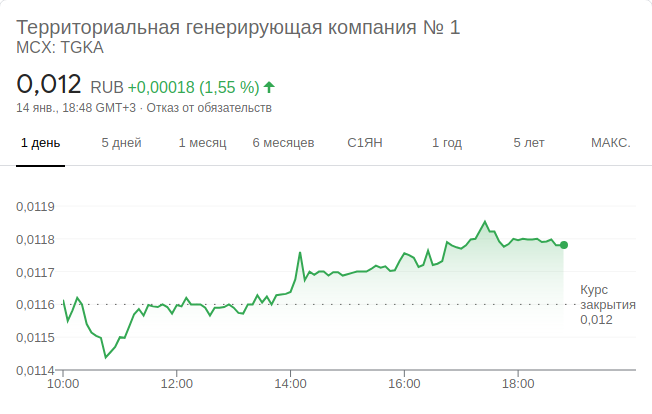 Территориальная генерирующая компания № 1
MCX: TGKA
0,012 RUB +0,00018 (1,55 %)
14 янв., 18:48 GMT+3 · Отказ от обязательств
1 день 5 дней 1 месяц 6 месяцев С1ЯН 1 год 5 лет МАКС.
0,0119
0,0118
0,0117
0,0116
0,0115
0,0114
Курс
закрытия
0,012
10:00 12:00 14:00 16:00 18:00